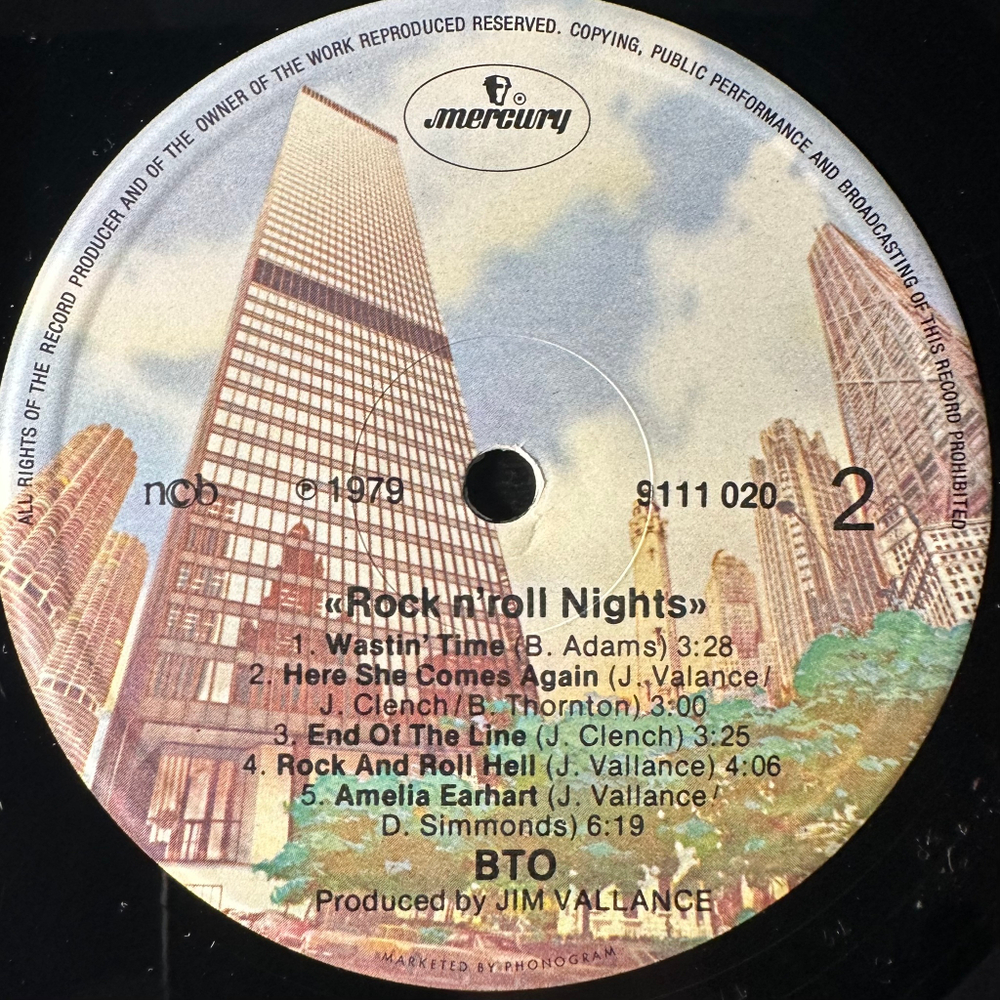 ALL RIGHTS OF THE RECORD PRODUCER AND OF THE OWNER OF THE WORK REPRODUCED RESERVED. COPYING, PUBLIC PERFORMANCE AND BROADCASTING OF THIS RECORD PROHIBITED
mercury
ncb ℗ 1979 9111 020 2
«Rock n'roll Nights»
1. Wastin' Time (B. Adams) 3:28
2. Here She Comes Again (J. Valance/
J. Clench/B. Thornton) 3:00
3. End Of The Line (J. Clench) 3:25
4. Rock And Roll Hell (J. Vallance) 4:06
5. Amelia Earhart (J. Vallance/
D. Simmonds) 6:19
BTO
Produced by JIM VALLANCE
MARKETED BY PHONOGRAM